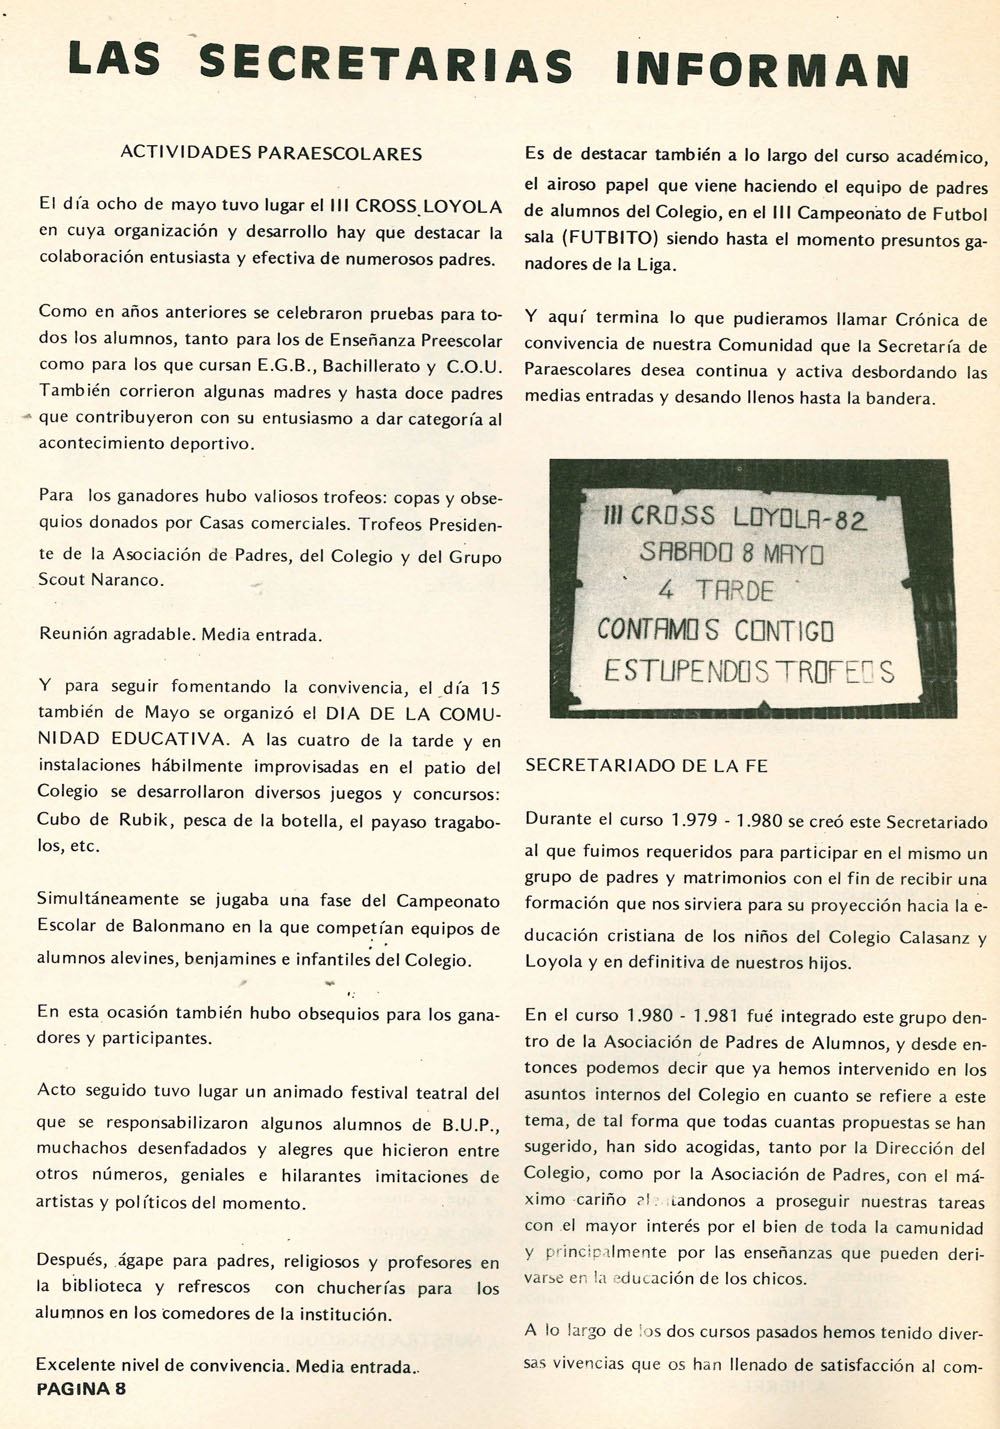 LAS SECRETARIAS INFORMAN
ACTIVIDADES PARAESCOLARES
El día ocho de mayo tuvo lugar el III CROSS LOYOLA
en cuya organización y desarrollo hay que destacar la
colaboración entusiasta y efectiva de numerosos padres.
Como en años anteriores se celebraron pruebas para to-
dos los alumnos, tanto para los de Enseñanza Preescolar
como para los que cursan E.G.B., Bachillerato y C.O.U.
También corrieron algunas madres y hasta doce padres
que contribuyeron con su entusiasmo a dar categoría al
acontecimiento deportivo.
Para los ganadores hubo valiosos trofeos: copas y obse-
quios donados por Casas comerciales. Trofeos Presiden-
te de la Asociación de Padres, del Colegio y del Grupo
Scout Naranco.
Reunión agradable. Media entrada.
Y para seguir fomentando la convivencia, el día 15
también de Mayo se organizó el DIA DE LA COMU-
NIDAD EDUCATIVA. A las cuatro de la tarde y en
instalaciones hábilmente improvisadas en el patio del
Colegio se desarrollaron diversos juegos y concursos:
Cubo de Rubik, pesca de la botella, el payaso tragabo-
los, etc.
Simultáneamente se jugaba una fase del Campeonato
Escolar de Balonmano en la que competían equipos de
alumnos alevines, benjamines e infantiles del Colegio.
En esta ocasión también hubo obsequios para los gana-
dores y participantes.
Acto seguido tuvo lugar un animado festival teatral del
que se responsabilizaron algunos alumnos de B.U.P.,
muchachos desenfadados y alegres que hicieron entre
otros números, geniales e hilarantes imitaciones de
artistas y políticos del momento.
Después, ágape para padres, religiosos y profesores en
la biblioteca y refrescos con chucherías para los
alumnos en los comedores de la institución.
Excelente nivel de convivencia. Media entrada.
PAGINA 8
Es de destacar también a lo largo del curso académico,
el airoso papel que viene haciendo el equipo de padres
de alumnos del Colegio, en el III Campeonato de Futbol
sala (FUTBITO) siendo hasta el momento presuntos ga-
nadores de la Liga.
Y aquí termina lo que pudieramos llamar Crónica de
convivencia de nuestra Comunidad que la Secretaría de
Paraescolares desea continua y activa desbordando las
medias entradas y desando llenos hasta la bandera.
III CROSS LOYOLA-82
SABADO 8 MAYO
4 TARDE
CONTAMOS CONTIGO
ESTUPENDOS TROFEOS
SECRETARIADO DE LA FE
Durante el curso 1.979 - 1.980 se creó este Secretariado
al que fuimos requeridos para participar en el mismo un
grupo de padres y matrimonios con el fin de recibir una
formación que nos sirviera para su proyección hacia la e-
ducación cristiana de los niños del Colegio Calasanz y
Loyola y en definitiva de nuestros hijos.
En el curso 1.980 - 1.981 fué integrado este grupo den-
tro de la Asociación de Padres de Alumnos, y desde en-
tonces podemos decir que ya hemos intervenido en los
asuntos internos del Colegio en cuanto se refiere a este
tema, de tal forma que todas cuantas propuestas se han
sugerido, han sido acogidas, tanto por la Dirección del
Colegio, como por la Asociación de Padres, con el má-
ximo cariño a proseguir nuestras tareas
con el mayor interés por el bien de toda la camunidad
y principalmente por las enseñanzas que pueden deri-
varse en la educación de los chicos.
A lo largo de los dos cursos pasados hemos tenido diver-
sas vivencias que os han llenado de satisfacción al com-